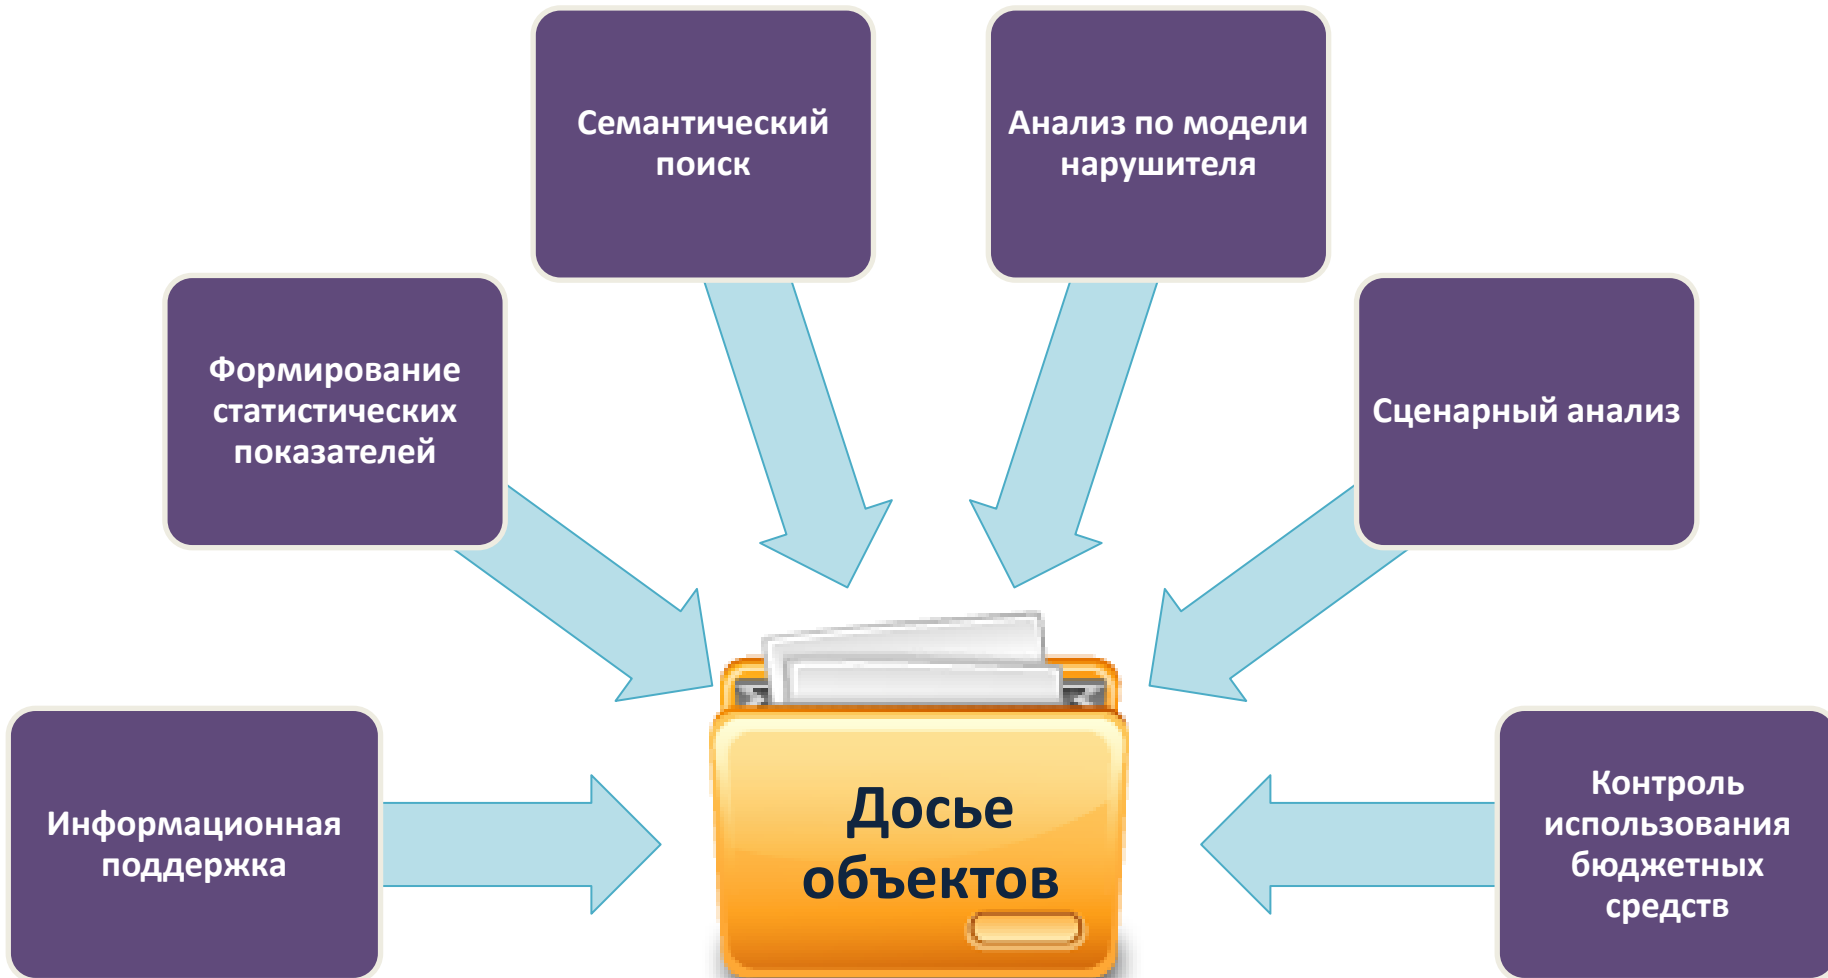 Семантический
поиск
Анализ по модели
нарушителя
Формирование
статистических
показателей
Сценарный анализ
Информационная
поддержка
Досье
объектов
Контроль
использования
бюджетных
средств